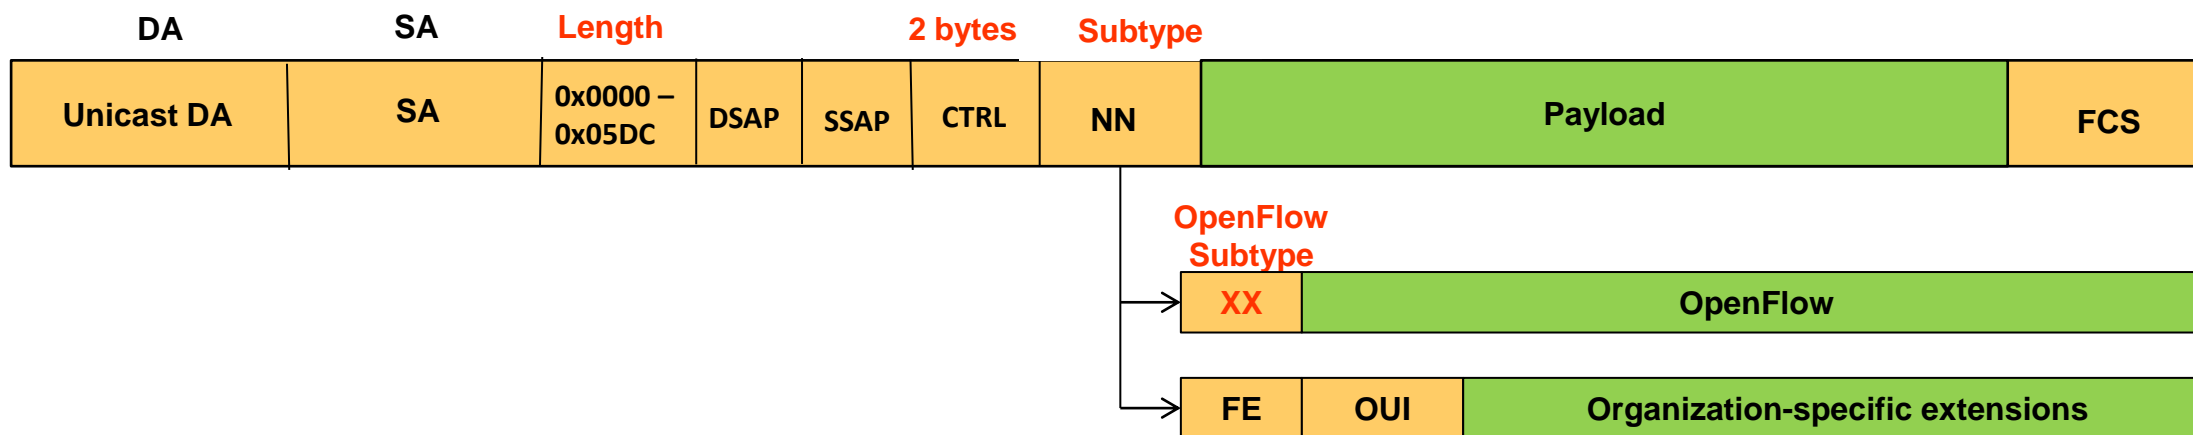 DA SA Length 2 bytes Subtype
Unicast DA SA 0x0000 – 0x05DC DSAP SSAP CTRL NN Payload FCS
OpenFlow
Subtype
XX OpenFlow
FE OUI Organization-specific extensions